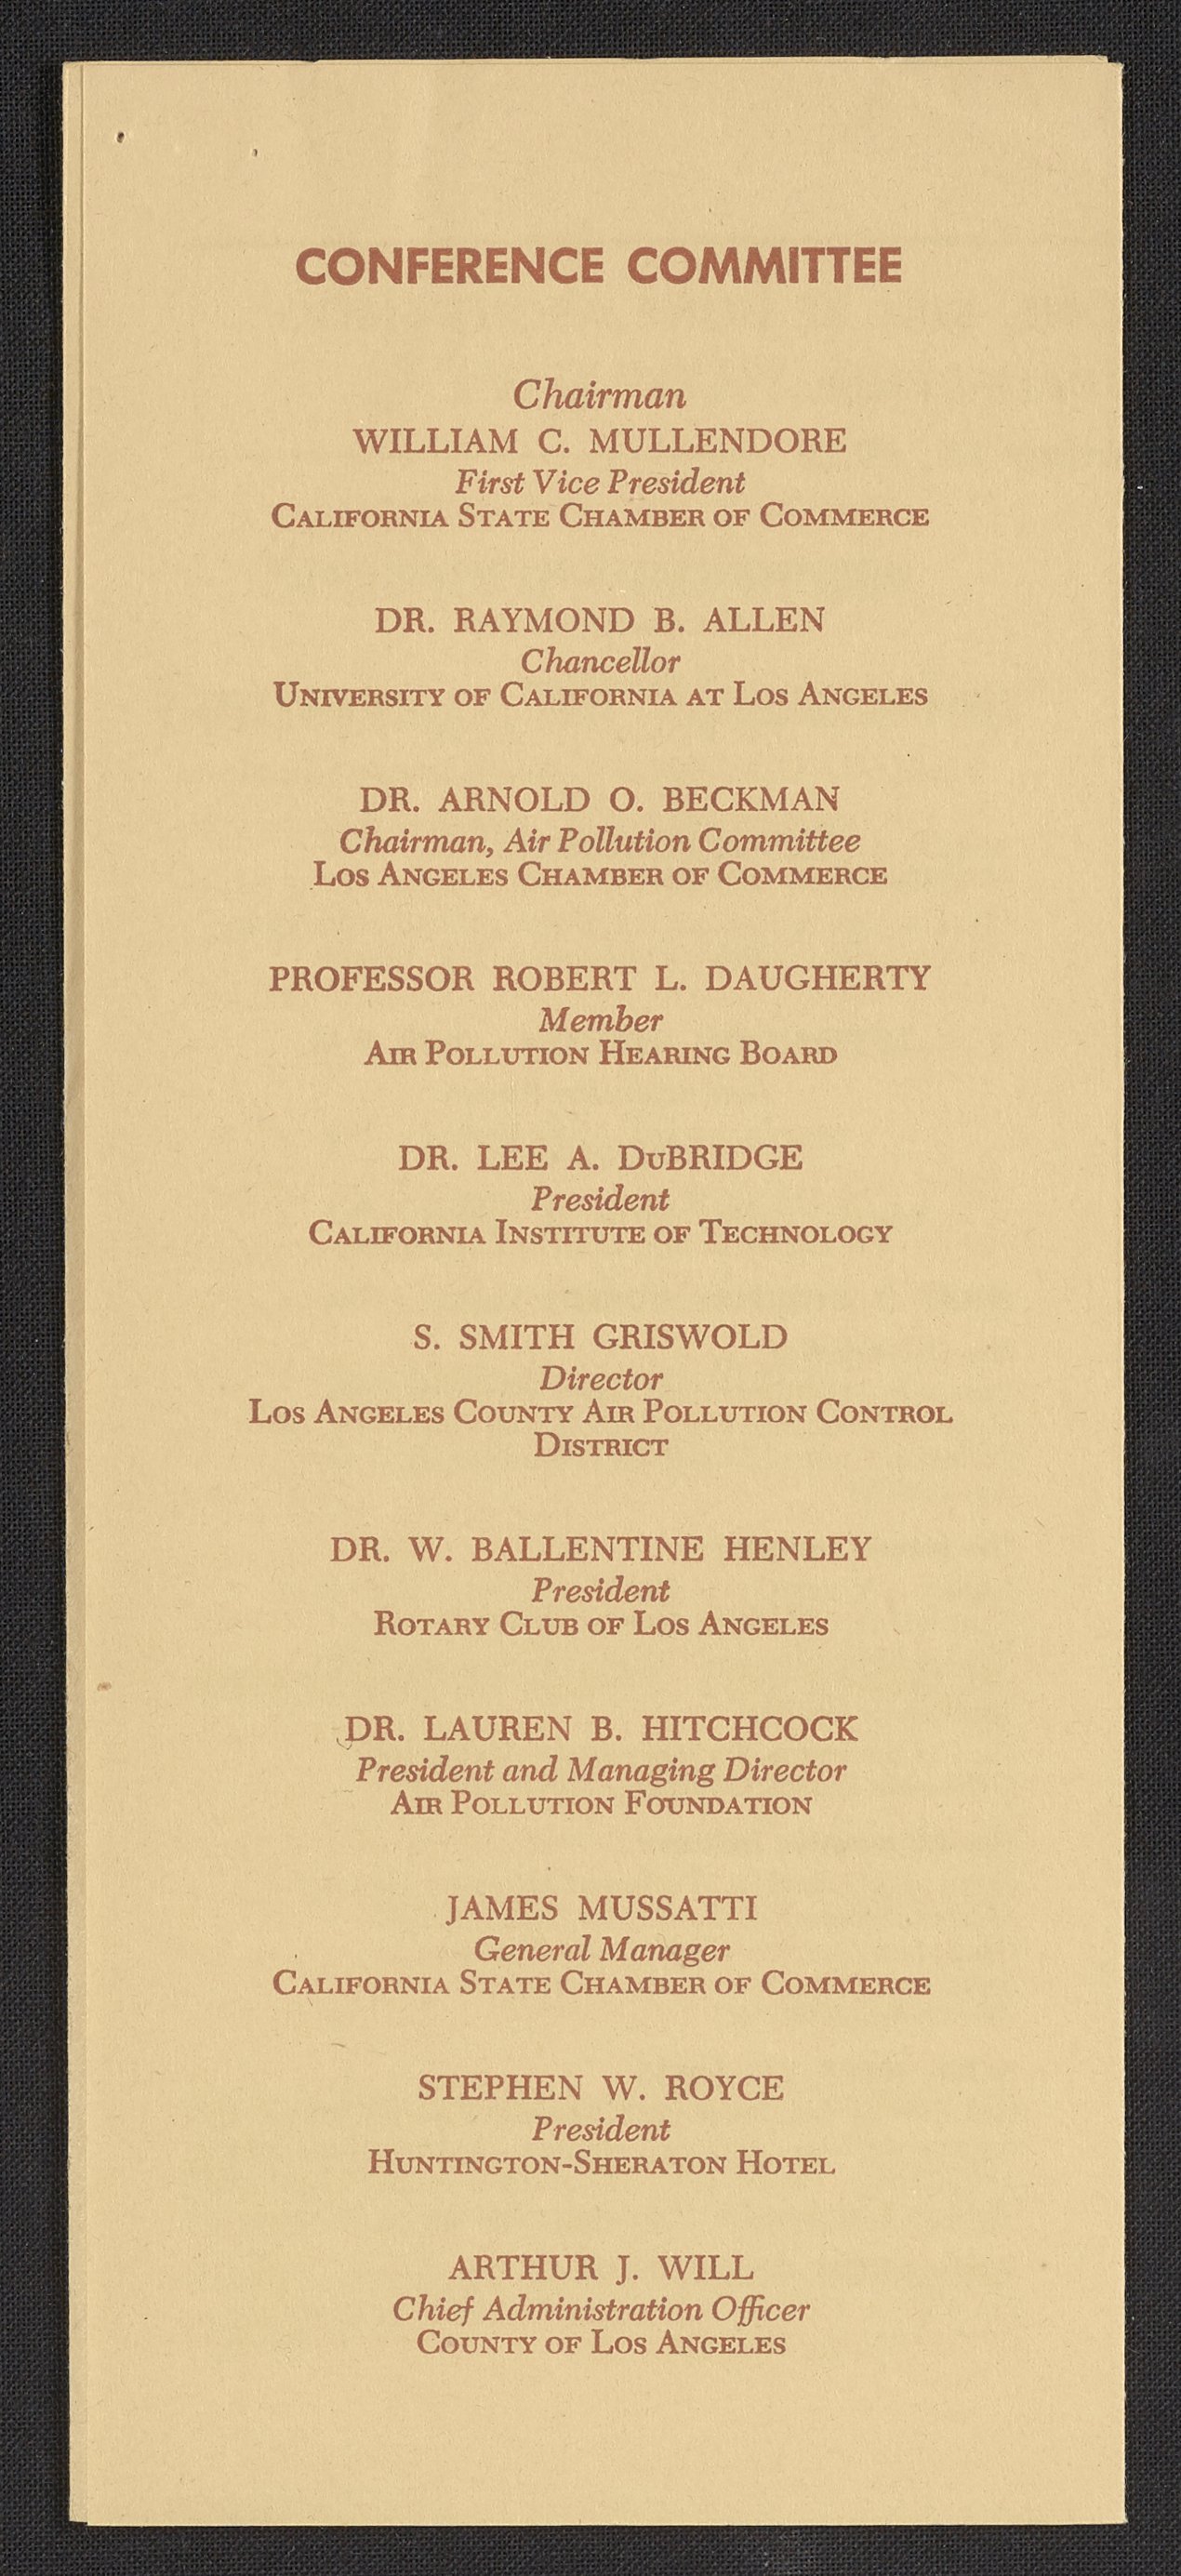 CONFERENCE COMMITTEE
Chairman
WILLIAM C. MULLENDORE
First Vice President
CALIFORNIA STATE CHAMBER OF COMMERCE
DR. RAYMOND B. ALLEN
Chancellor
UNIVERSITY OF CALIFORNIA AT LOS ANGELES
DR. ARNOLD O. BECKMAN
Chairman, Air Pollution Committee
LOS ANGELES CHAMBER OF COMMERCE
PROFESSOR ROBERT L. DAUGHERTY
Member
AIR POLLUTION HEARING BOARD
DR. LEE A. DuBRIDGE
President
CALIFORNIA INSTITUTE OF TECHNOLOGY
S. SMITH GRISWOLD
Director
LOS ANGELES COUNTY AIR POLLUTION CONTROL
DISTRICT
DR. W. BALLENTINE HENLEY
President
ROTARY CLUB OF LOS ANGELES
DR. LAUREN B. HITCHCOCK
President and Managing Director
AIR POLLUTION FOUNDATION
JAMES MUSSATTI
General Manager
CALIFORNIA STATE CHAMBER OF COMMERCE
STEPHEN W. ROYCE
President
HUNTINGTON-SHERATON HOTEL
ARTHUR J. WILL
Chief Administration Officer
COUNTY OF LOS ANGELES